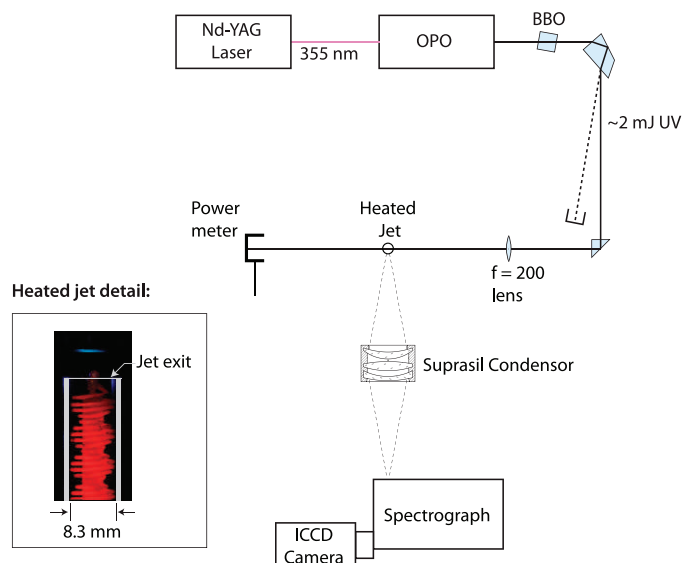 Nd-YAG
Laser
355 nm
OPO
BBO
~2 mJ UV
Power
meter
Heated
Jet
f = 200
lens
Heated jet detail:
Jet exit
8.3 mm
Suprasil Condensor
Spectrograph
ICCD
Camera